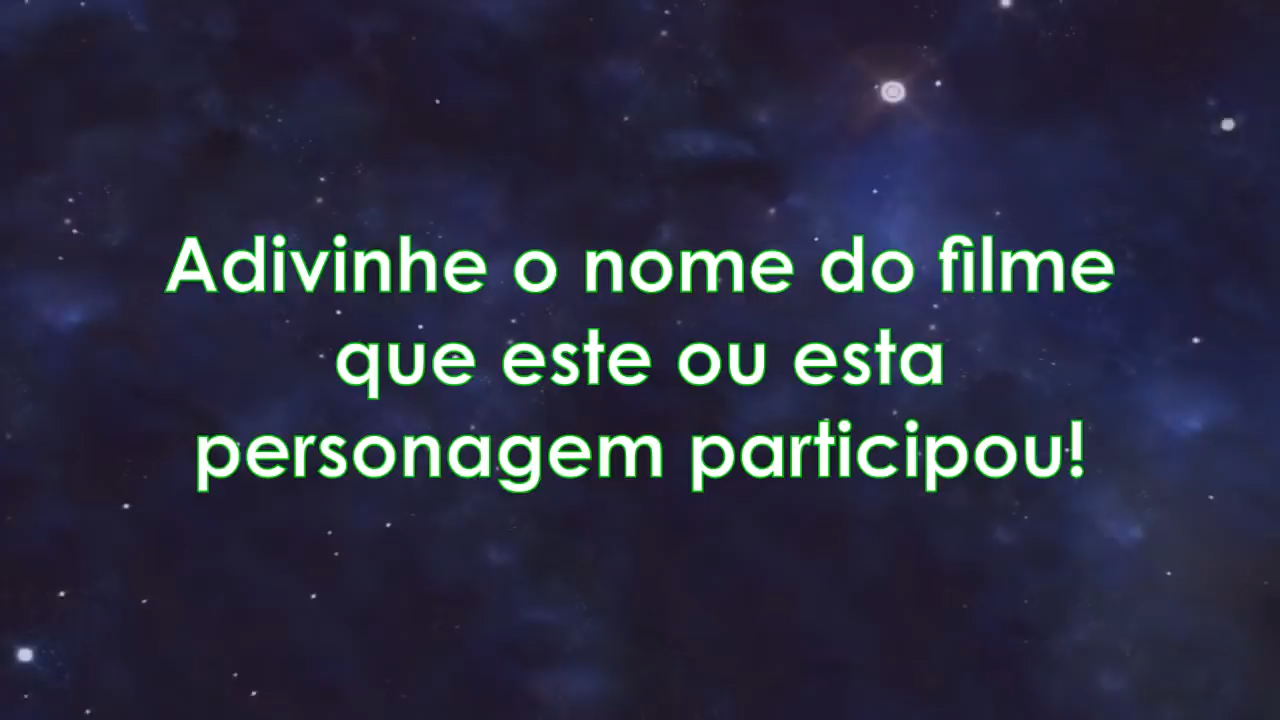 Adivinhe o nome do filme
que este ou esta
personagem participou!